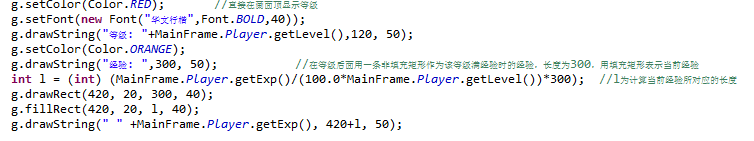 g.setColor(Color.RED); //直接在画面顶显示等级
g.setFont(new Font("华文行楷",Font.BOLD,40));
g.drawString("等级: "+MainFrame.Player.getLevel(),120, 50);
g.setColor(Color.ORANGE);
g.drawString("经验: ",300, 50); //在等级后面用一条非填充矩形作为该等级满经验时的经验，长度为300，用填充矩形表示当前经验
int l = (int) (MainFrame.Player.getExp()/(100.0*MainFrame.Player.getLevel())*300); //l为计算当前经验所对应的长度
g.drawRect(420, 20, 300, 40);
g.fillRect(420, 20, l, 40);
g.drawString(" " +MainFrame.Player.getExp(), 420+l, 50);